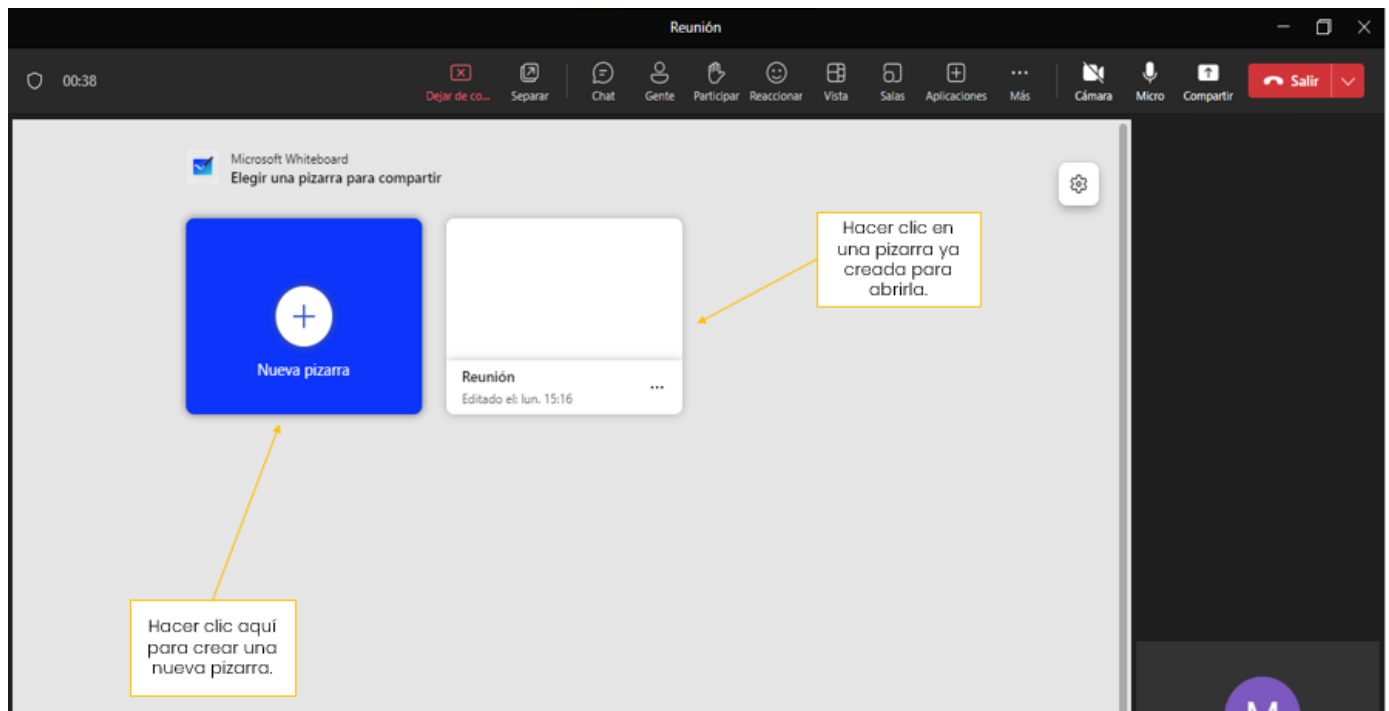 Reunión
00:38
Dejar de co...
Separar
Chat
Gente
Participar
Reaccionar
Vista
Salas
Aplicaciones
Más
Cámara
Micro
Compartir
Salir
Microsoft Whiteboard
Elegir una pizarra para compartir
Nueva pizarra
Reunión
Editado el: lun. 15:16
Hacer clic en
una pizarra ya
creada para
abrirla.
Hacer clic aquí
para crear una
nueva pizarra.
M